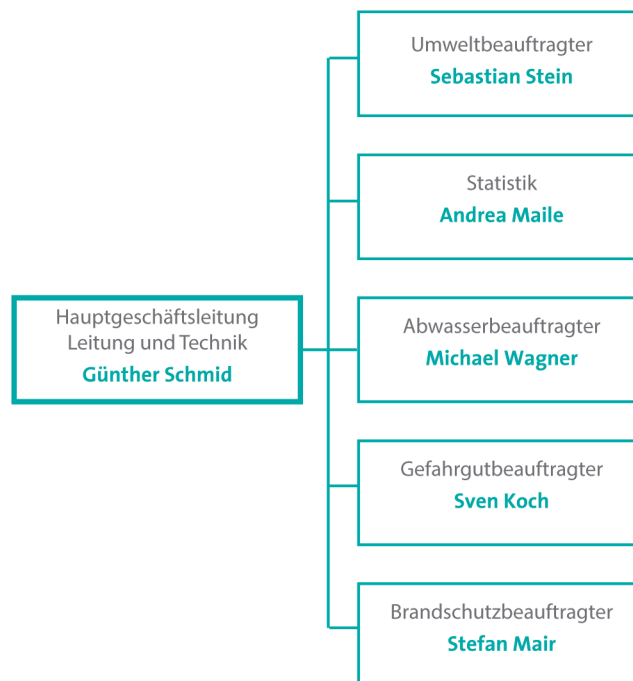 Umweltbeauftragter
Sebastian Stein
Statistik
Andrea Maile
Hauptgeschäftsleitung
Leitung und Technik
Günther Schmid
Abwasserbeauftragter
Michael Wagner
Gefahrgutbeauftragter
Sven Koch
Brandschutzbeauftragter
Stefan Mair